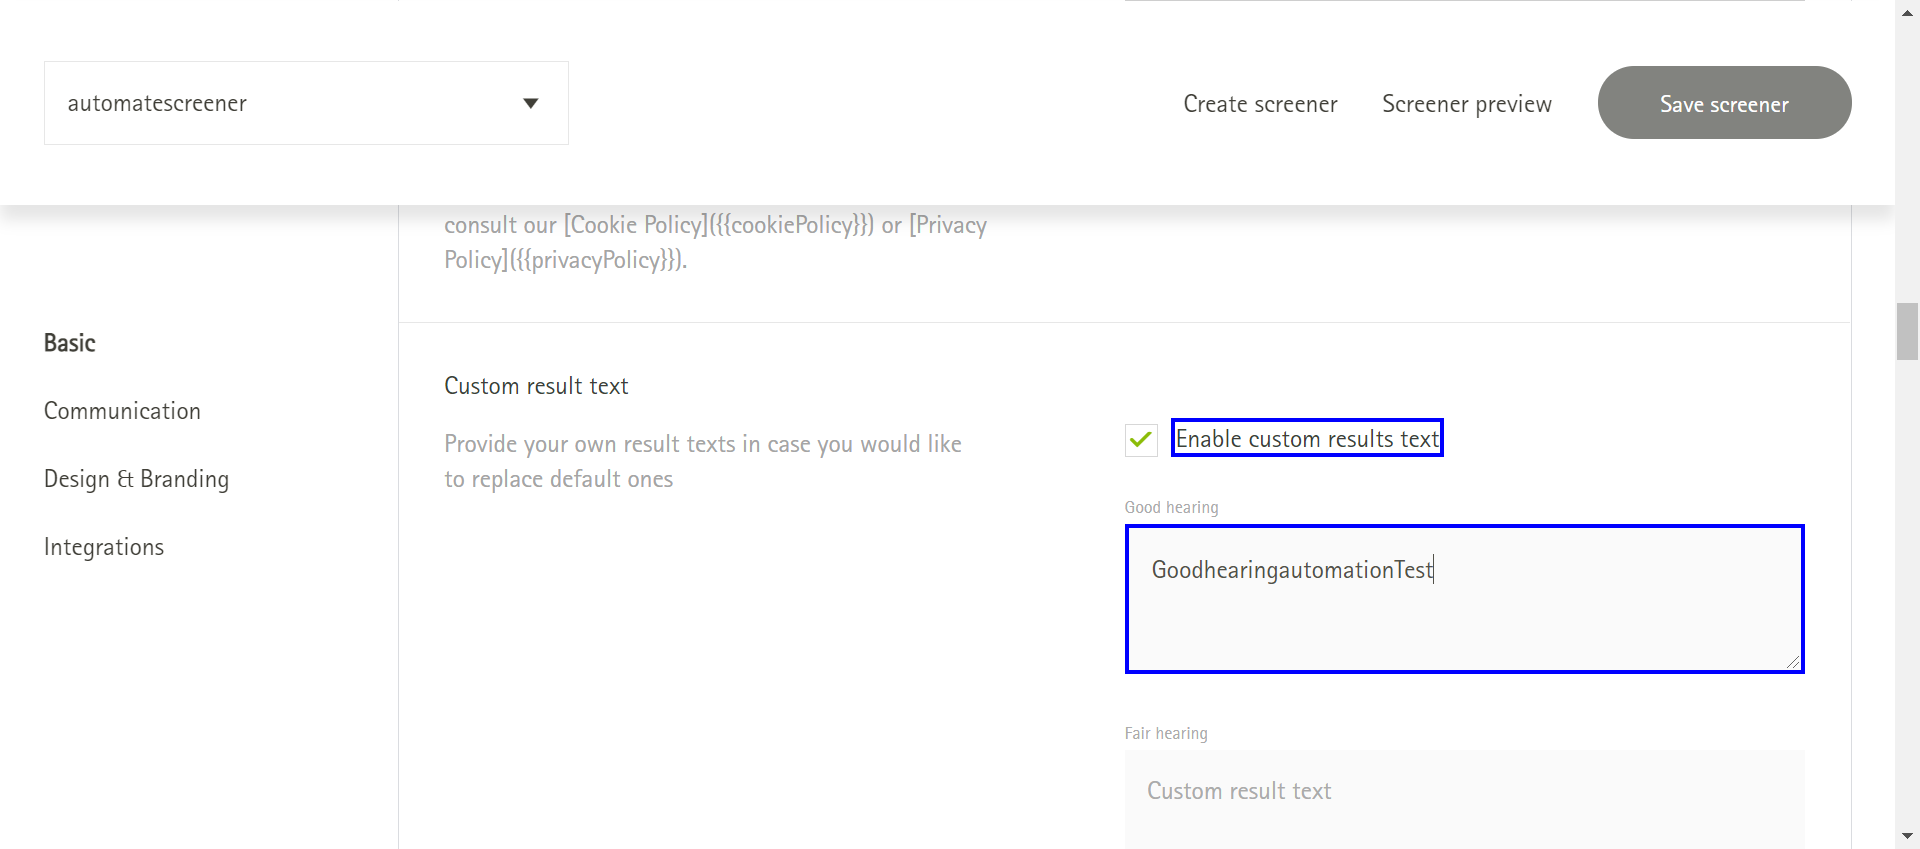 automatescreener
Create screener
Screener preview
Save screener
consult our [Cookie Policy]({{cookiePolicy}}) or [Privacy
Policy]({{privacyPolicy}}).
Basic
Communication
Design & Branding
Integrations
Custom result text
Provide your own result texts in case you would like
to replace default ones
Enable custom results text
Good hearing
GoodhearingautomationTest
Fair hearing
Custom result text